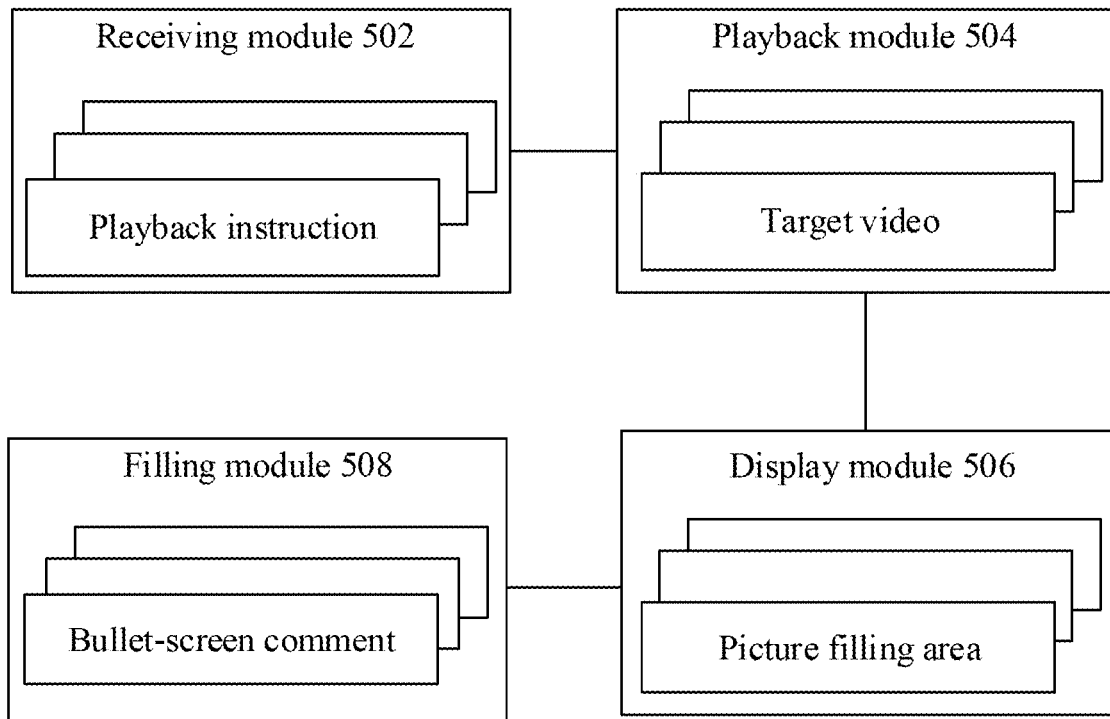 Receiving module 502
Playback instruction
Playback module 504
Target video
Filling module 508
Bullet-screen comment
Display module 506
Picture filling area